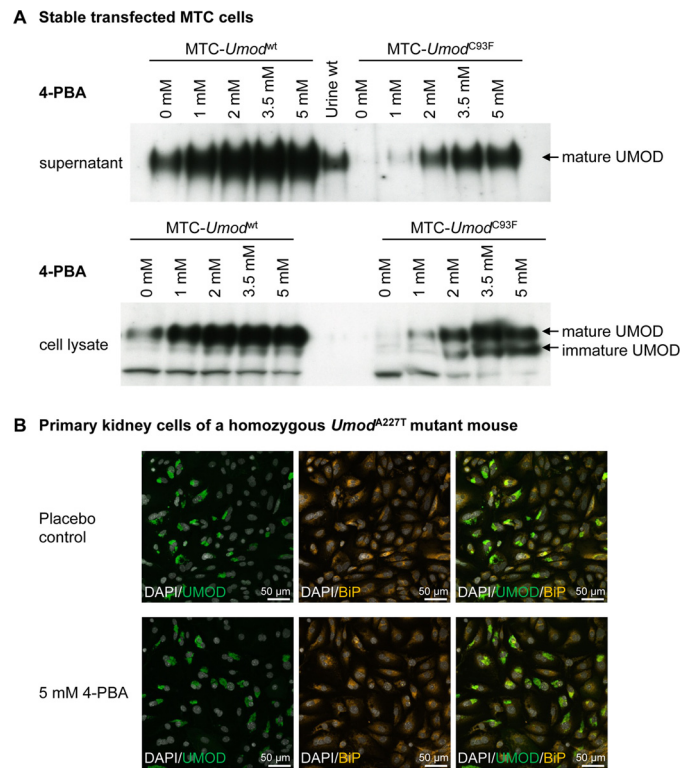 A Stable transfected MTC cells
MTC-Umodwt MTC-UmodC93F
4-PBA 0 mM 1 mM 2 mM 3.5 mM 5 mM Urine wt 0 mM 1 mM 2 mM 3.5 mM 5 mM
supernatant mature UMOD
MTC-Umodwt MTC-UmodC93F
4-PBA 0 mM 1 mM 2 mM 3.5 mM 5 mM 0 mM 1 mM 2 mM 3.5 mM 5 mM
mature UMOD
cell lysate immature UMOD
B Primary kidney cells of a homozygous UmodA227T mutant mouse
Placebo
control
50 µm 50 µm 50 µm
DAPI/UMOD DAPI/BiP DAPI/UMOD/BiP
5 mM 4-PBA
50 µm 50 µm 50 µm
DAPI/UMOD DAPI/BiP DAPI/UMOD/BiP